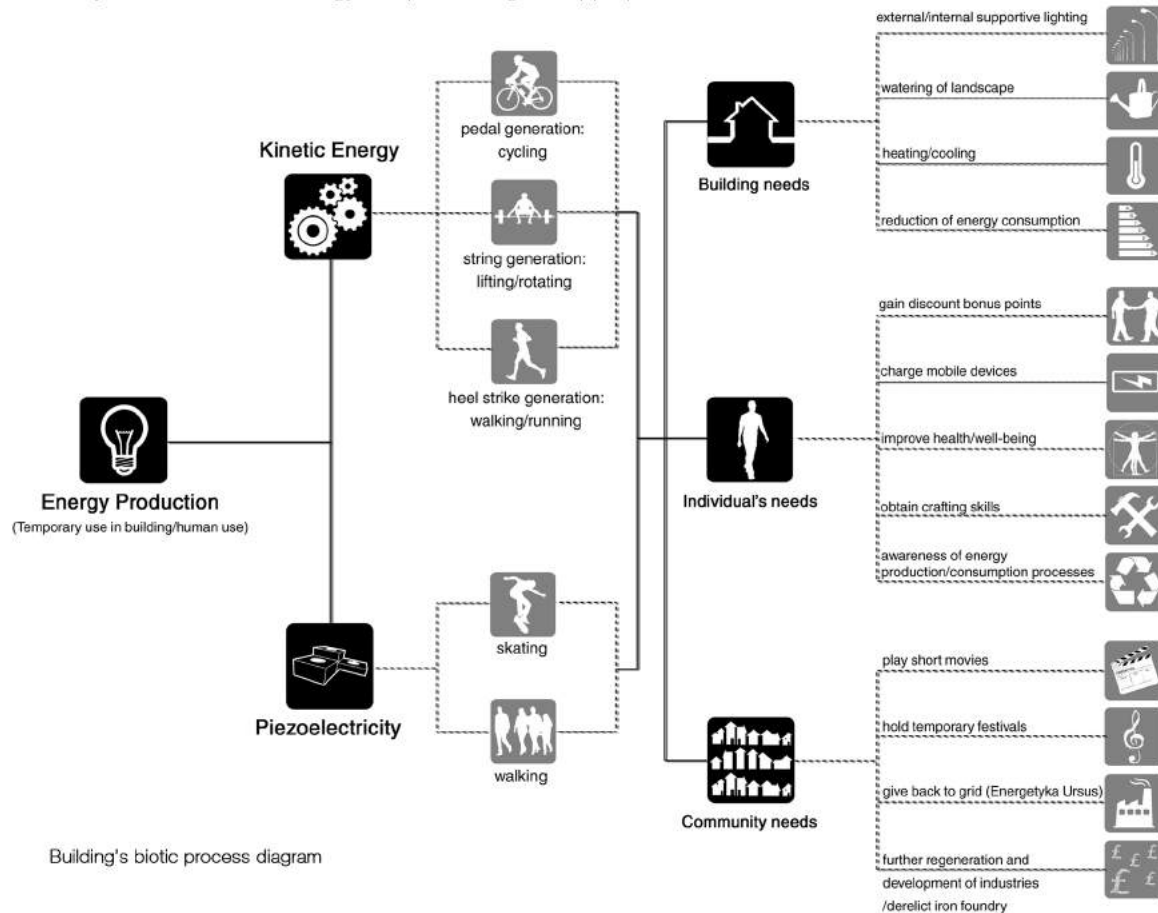 external/internal supportive lighting
watering of landscape
heating/cooling
reduction of energy consumption
Building needs
pedal generation:
cycling
Kinetic Energy
string generation:
lifting/rotating
heel strike generation:
walking/running
Energy Production
(Temporary use in building/human use)
gain discount bonus points
charge mobile devices
improve health/well-being
obtain crafting skills
awareness of energy
production/consumption processes
Individual's needs
skating
Piezoelectricity
walking
play short movies
hold temporary festivals
give back to grid (Energetyka Ursus)
further regeneration and
development of industries
/derelict iron foundry
Community needs
Building's biotic process diagram